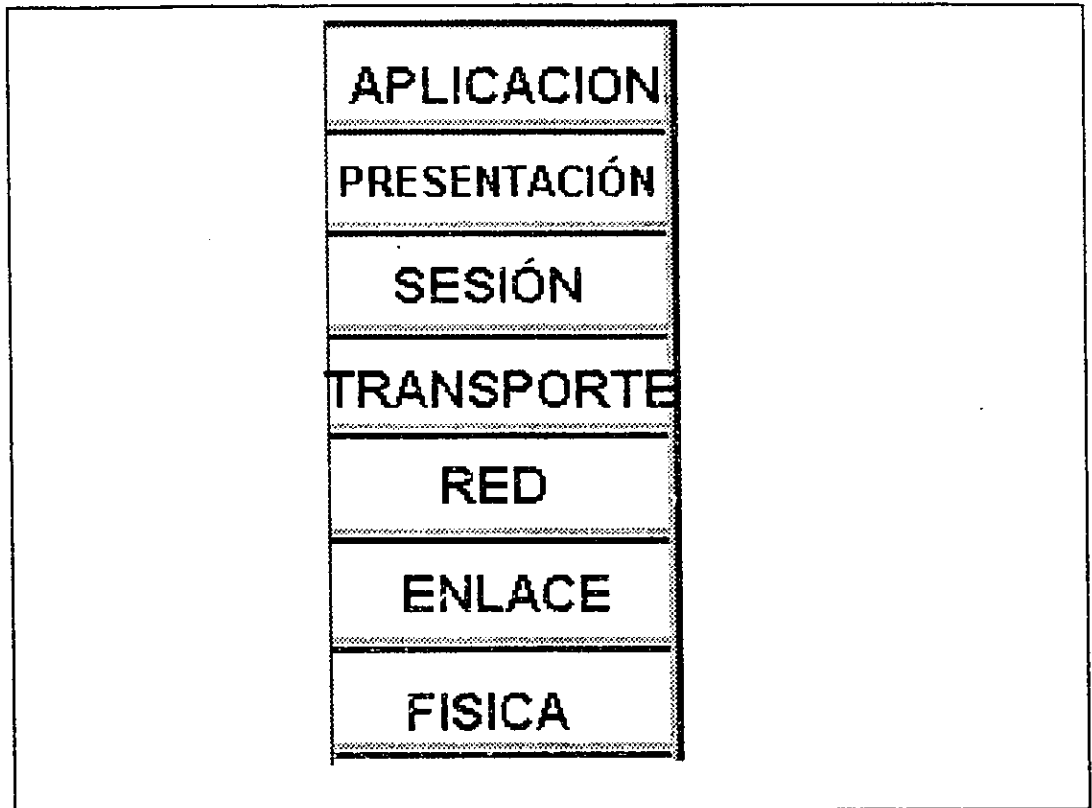 APLICACION
PRESENTACIÓN
SESIÓN
TRANSPORTE
RED
ENLACE
FISICA